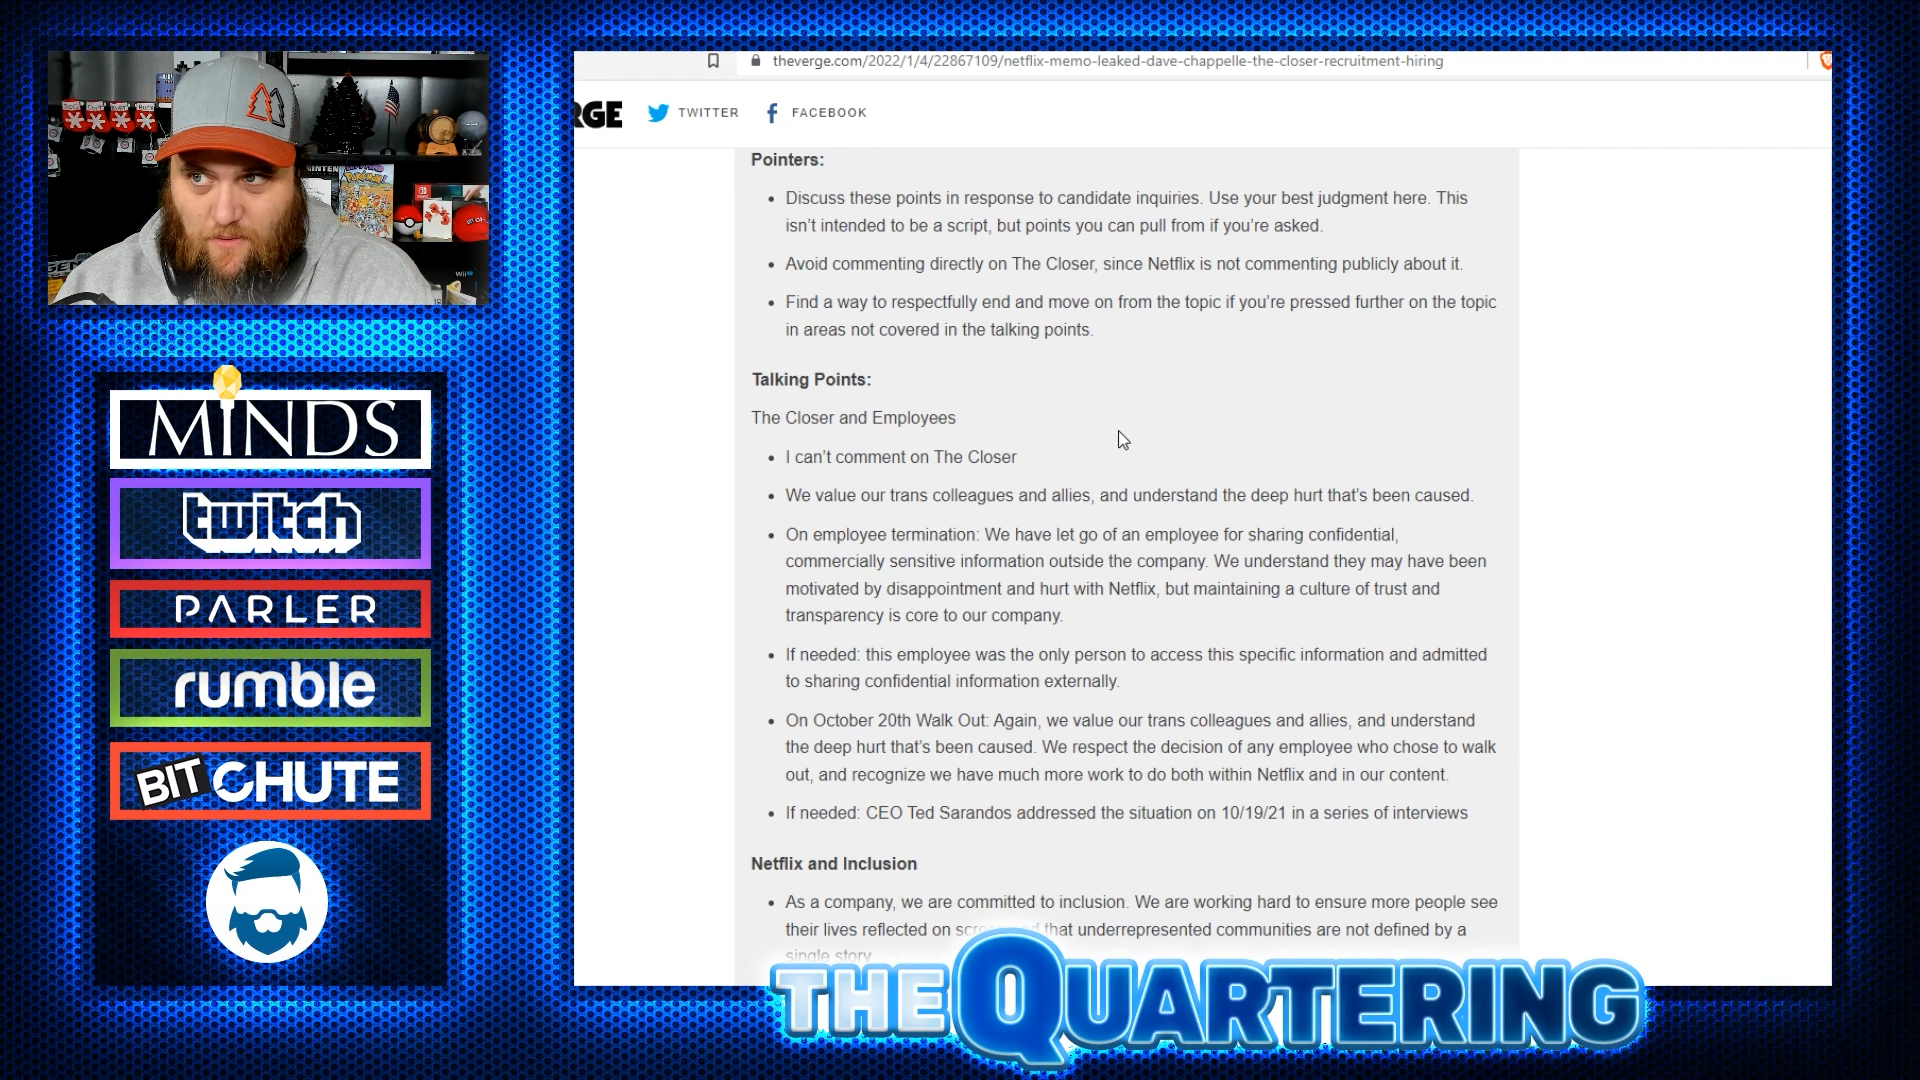 theverge.com/2022/1/4/22867109/netflix-memo-leaked-dave-chappelle-the-closer-recruitment-hiring
RGE TWITTER FACEBOOK
Pointers:
• Discuss these points in response to candidate inquiries. Use your best judgment here. This
isn’t intended to be a script, but points you can pull from if you’re asked.
• Avoid commenting directly on The Closer, since Netflix is not commenting publicly about it.
• Find a way to respectfully end and move on from the topic if you’re pressed further on the topic
in areas not covered in the talking points.
Talking Points:
The Closer and Employees
• I can’t comment on The Closer
• We value our trans colleagues and allies, and understand the deep hurt that’s been caused.
• On employee termination: We have let go of an employee for sharing confidential,
commercially sensitive information outside the company. We understand they may have been
motivated by disappointment and hurt with Netflix, but maintaining a culture of trust and
transparency is core to our company.
• If needed: this employee was the only person to access this specific information and admitted
to sharing confidential information externally.
• On October 20th Walk Out: Again, we value our trans colleagues and allies, and understand
the deep hurt that’s been caused. We respect the decision of any employee who chose to walk
out, and recognize we have much more work to do both within Netflix and in our content.
• If needed: CEO Ted Sarandos addressed the situation on 10/19/21 in a series of interviews
Netflix and Inclusion
• As a company, we are committed to inclusion. We are working hard to ensure more people see
their lives reflected on that underrepresented communities are not defined by a
single story
MINDS
twitch
PARLER
rumble
BITCHUTE
THE QUARTERING